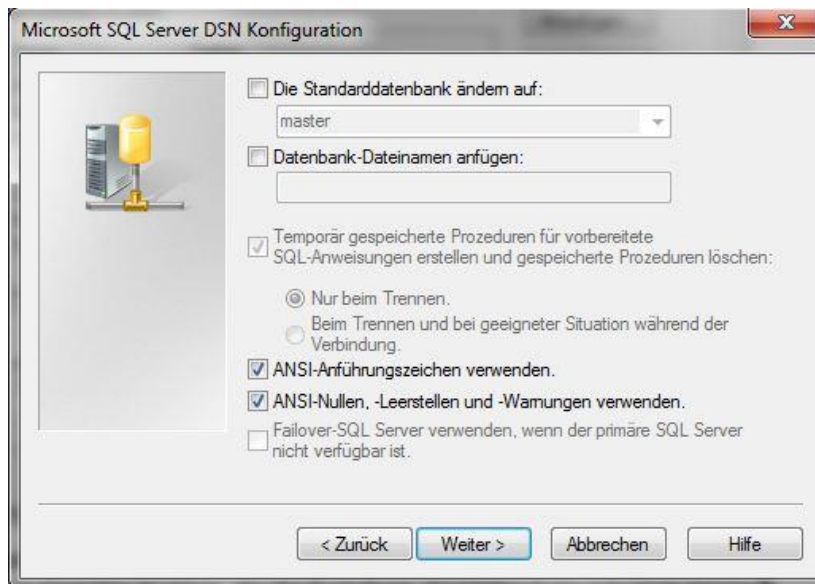 Microsoft SQL Server DSN Konfiguration
Die Standarddatenbank ändern auf:
master
Datenbank-Dateinamen anfügen:
Temporär gespeicherte Prozeduren für vorbereitete
SQL-Anweisungen erstellen und gespeicherte Prozeduren löschen:
Nur beim Trennen.
Beim Trennen und bei geeigneter Situation während der
Verbindung.
ANSI-Anführungszeichen verwenden.
ANSI-Nullen, -Leerstellen und -Warnungen verwenden.
Failover-SQL Server verwenden, wenn der primäre SQL Server
nicht verfügbar ist.
< Zurück Weiter > Abbrechen Hilfe